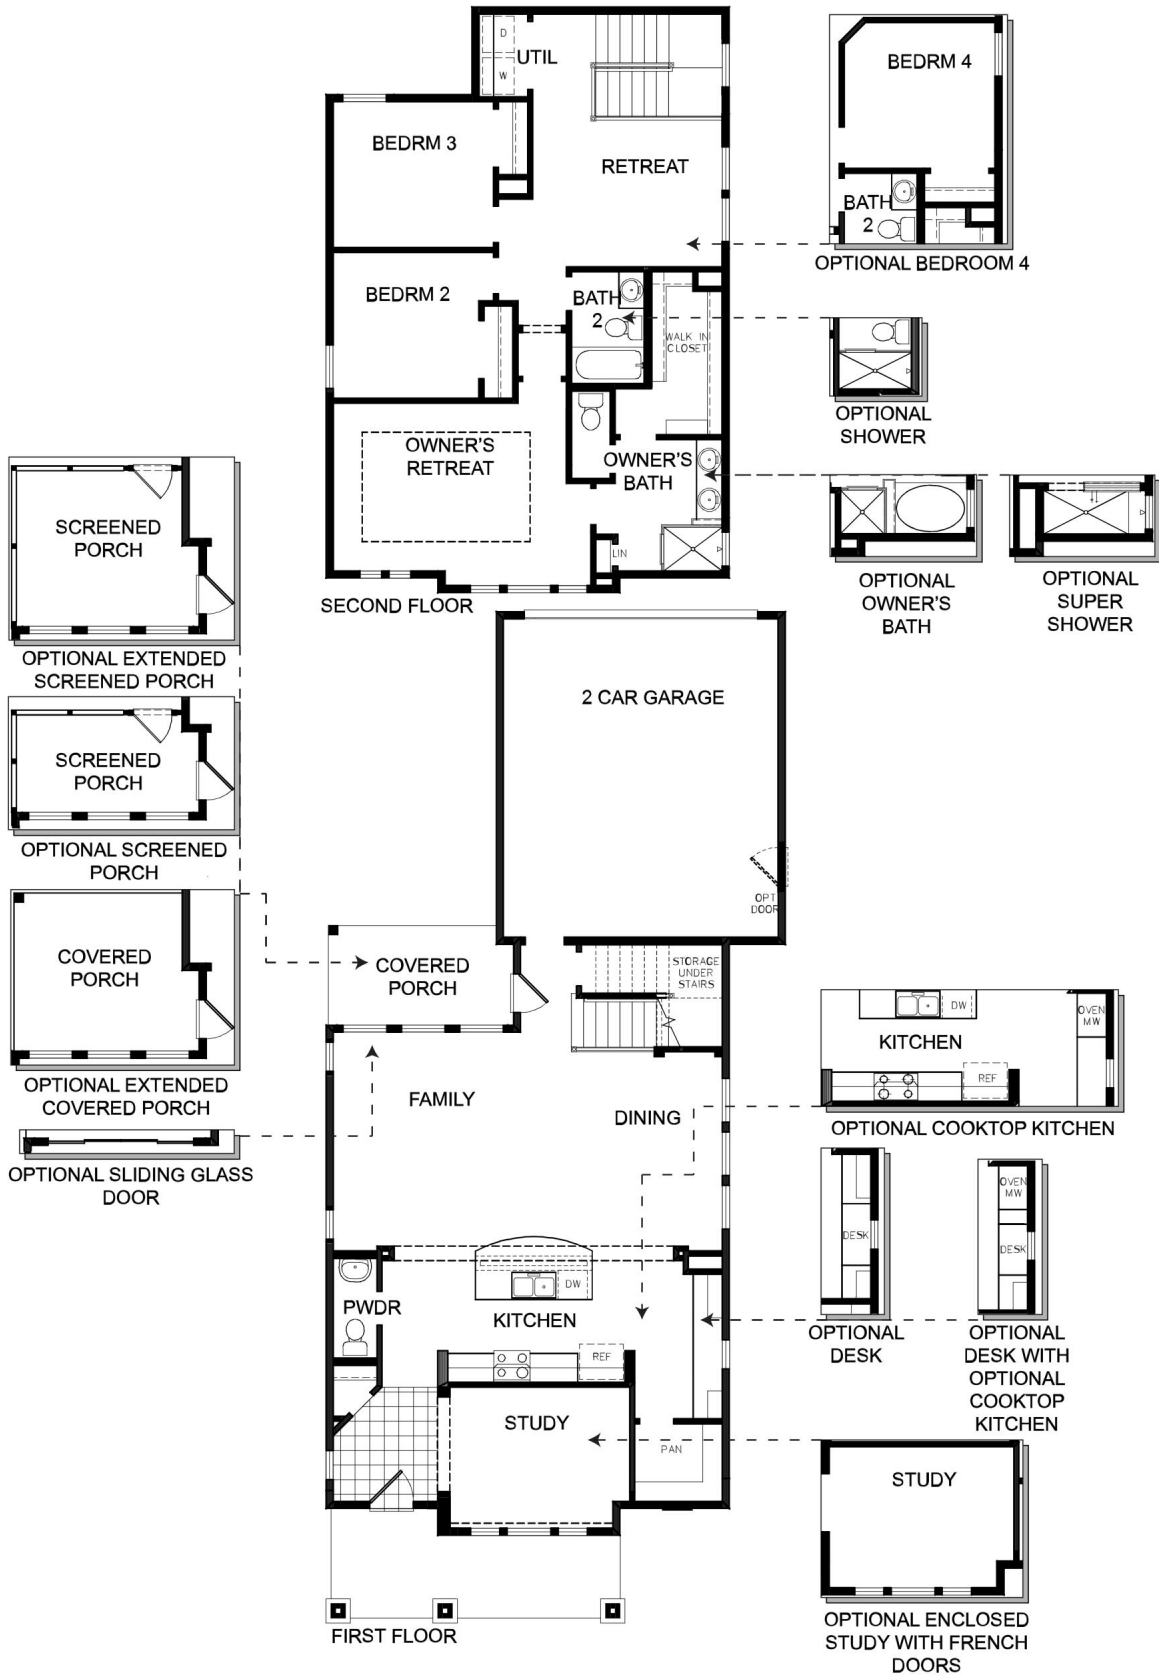 D
UTIL
W
BEDRM 3
RETREAT
BEDRM 2
BATH
2
WALK IN
CLOSET
OWNER'S
RETREAT
OWNER'S
BATH
LIN
SECOND FLOOR
BEDRM 4
BATH
2
OPTIONAL BEDROOM 4
OPTIONAL
SHOWER
OPTIONAL
OWNER'S
BATH
OPTIONAL
SUPER
SHOWER
SCREENED
PORCH
OPTIONAL EXTENDED
SCREENED PORCH
SCREENED
PORCH
OPTIONAL SCREENED
PORCH
COVERED
PORCH
OPTIONAL EXTENDED
COVERED PORCH
OPTIONAL SLIDING GLASS
DOOR
2 CAR GARAGE
OPT
DOOR
COVERED
PORCH
STORAGE
UNDER
STAIRS
FAMILY
DINING
DW
KITCHEN
PWDR
REF
STUDY
PAN
FIRST FLOOR
DW
OVEN
MW
KITCHEN
REF
OPTIONAL COOKTOP KITCHEN
DESK
OPTIONAL
DESK
OVEN
MW
DESK
OPTIONAL
DESK WITH
OPTIONAL
COOKTOP
KITCHEN
STUDY
OPTIONAL ENCLOSED
STUDY WITH FRENCH
DOORS